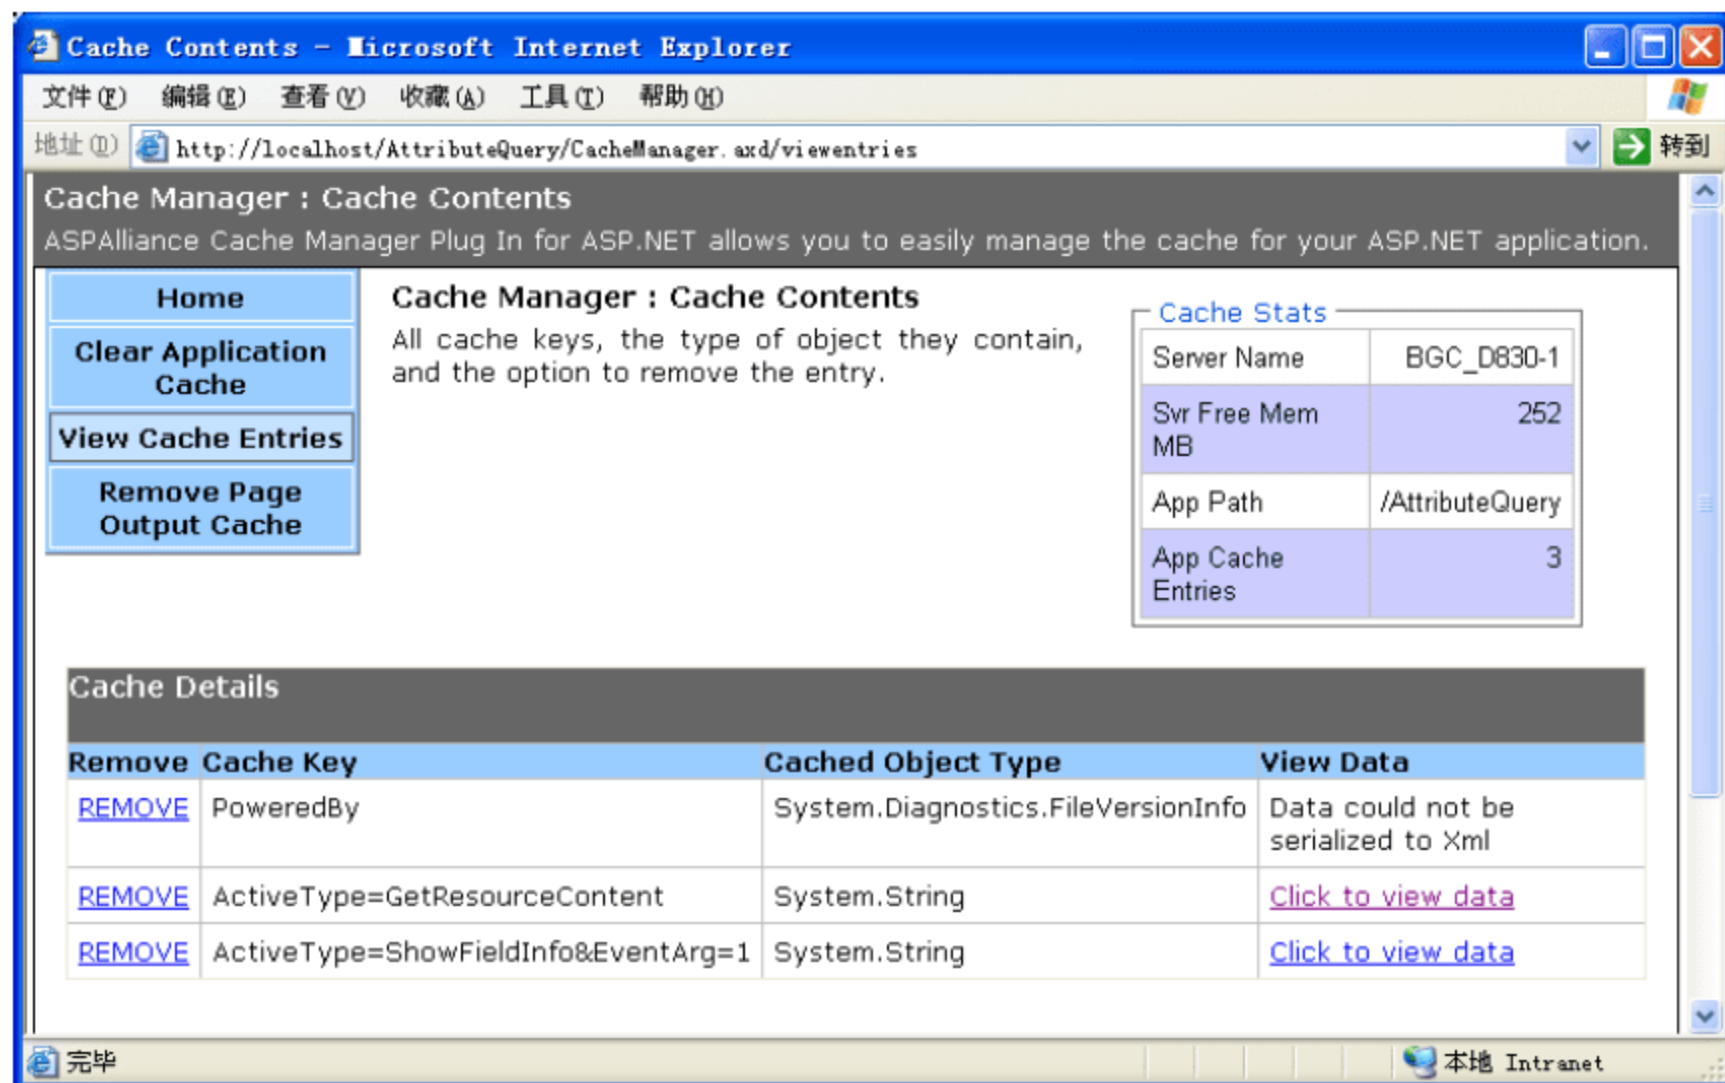 Cache Contents - Microsoft Internet Explorer
文件(F) 编辑(E) 查看(V) 收藏(A) 工具(T) 帮助(H)
地址(D) http://localhost/AttributeQuery/CacheManager.axd/viewentries 转到
Cache Manager : Cache Contents
ASPAlliance Cache Manager Plug In for ASP.NET allows you to easily manage the cache for your ASP.NET application.
Home
Clear Application
Cache
View Cache Entries
Remove Page
Output Cache
Cache Manager : Cache Contents
All cache keys, the type of object they contain,
and the option to remove the entry.
Cache Stats
Server Name BGC_D830-1
Svr Free Mem 252
MB
App Path /AttributeQuery
App Cache 3
Entries
Cache Details
Remove Cache Key Cached Object Type View Data
REMOVE PoweredBy System.Diagnostics.FileVersionInfo Data could not be
serialized to Xml
REMOVE ActiveType=GetResourceContent System.String Click to view data
REMOVE ActiveType=ShowFieldInfo&EventArg=1 System.String Click to view data
完毕 本地 Intranet